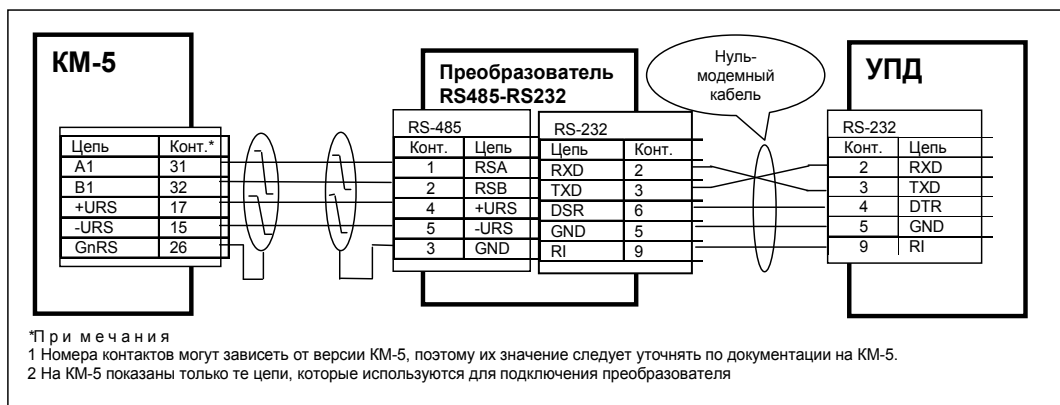 КМ-5
Цепь Конт.*
A1 31
B1 32
+URS 17
-URS 15
GnRS 26
Преобразователь
RS485-RS232
RS-485
Конт. Цепь
1 RSA
2 RSB
4 +URS
5 -URS
3 GND
RS-232
Цепь Конт.
RXD 2
TXD 3
DSR 6
GND 5
RI 9
Нуль-
модемный
кабель
УПД
RS-232
Конт. Цепь
2 RXD
3 TXD
4 DTR
5 GND
9 RI
*П р и м е ч а н и я
1 Номера контактов могут зависеть от версии КМ-5, поэтому их значение следует уточнять по документации на КМ-5.
2 На КМ-5 показаны только те цепи, которые используются для подключения преобразователя